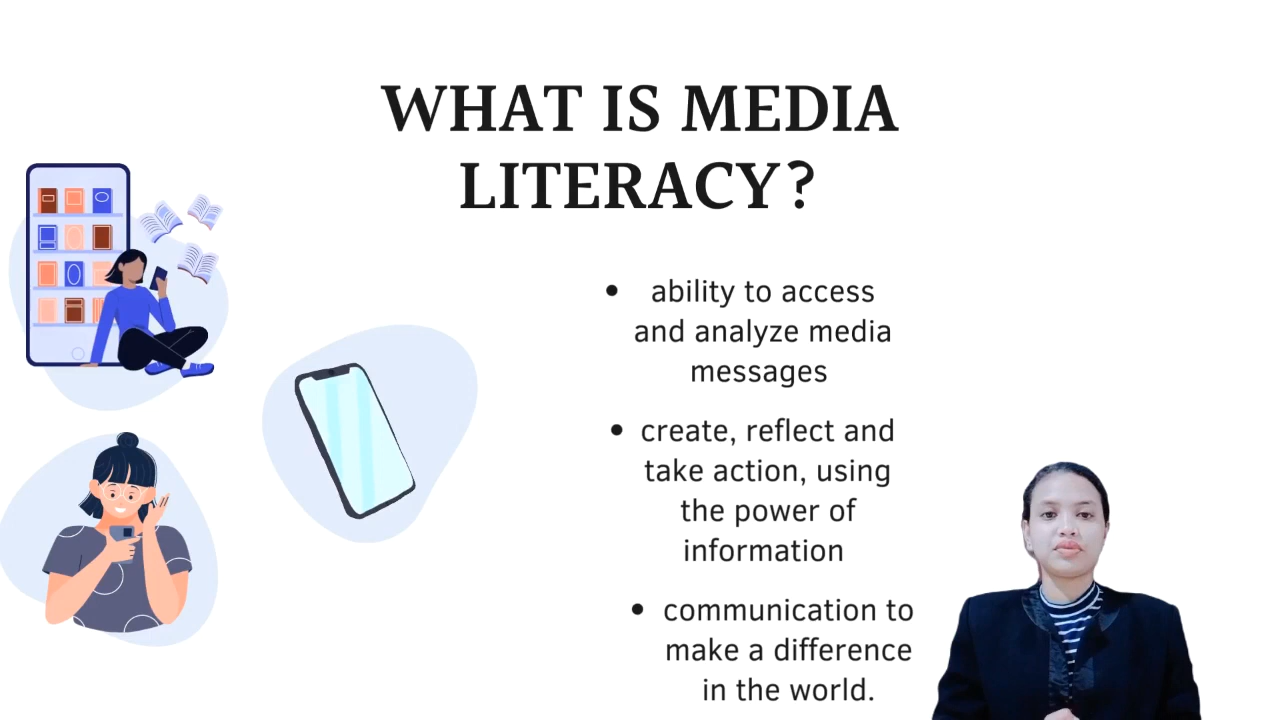 WHAT IS MEDIA
LITERACY?
• ability to access
and analyze media
messages
• create, reflect and
take action, using
the power of
information
• communication to
make a difference
in the world.